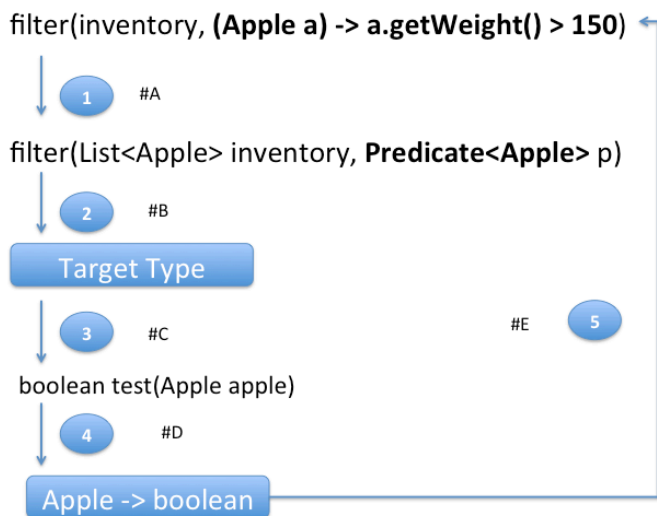 filter(inventory, (Apple a) -> a.getWeight() > 150)
1 #A
filter(List<Apple> inventory, Predicate<Apple> p)
2 #B
Target Type
3 #C
#E 5
boolean test(Apple apple)
4 #D
Apple -> boolean